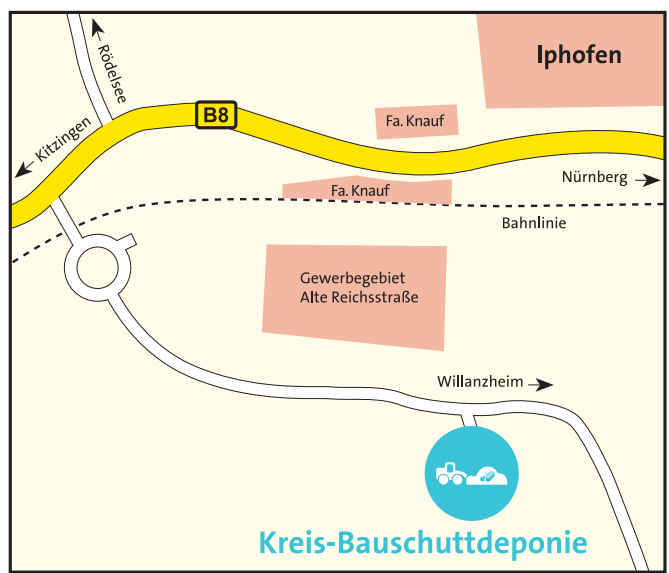 Rödelsee
Iphofen
B8
Fa. Knauf
Kitzingen
Nürnberg
Fa. Knauf
Bahnlinie
Gewerbegebiet
Alte Reichsstraße
Willanzheim
Kreis-Bauschuttdeponie